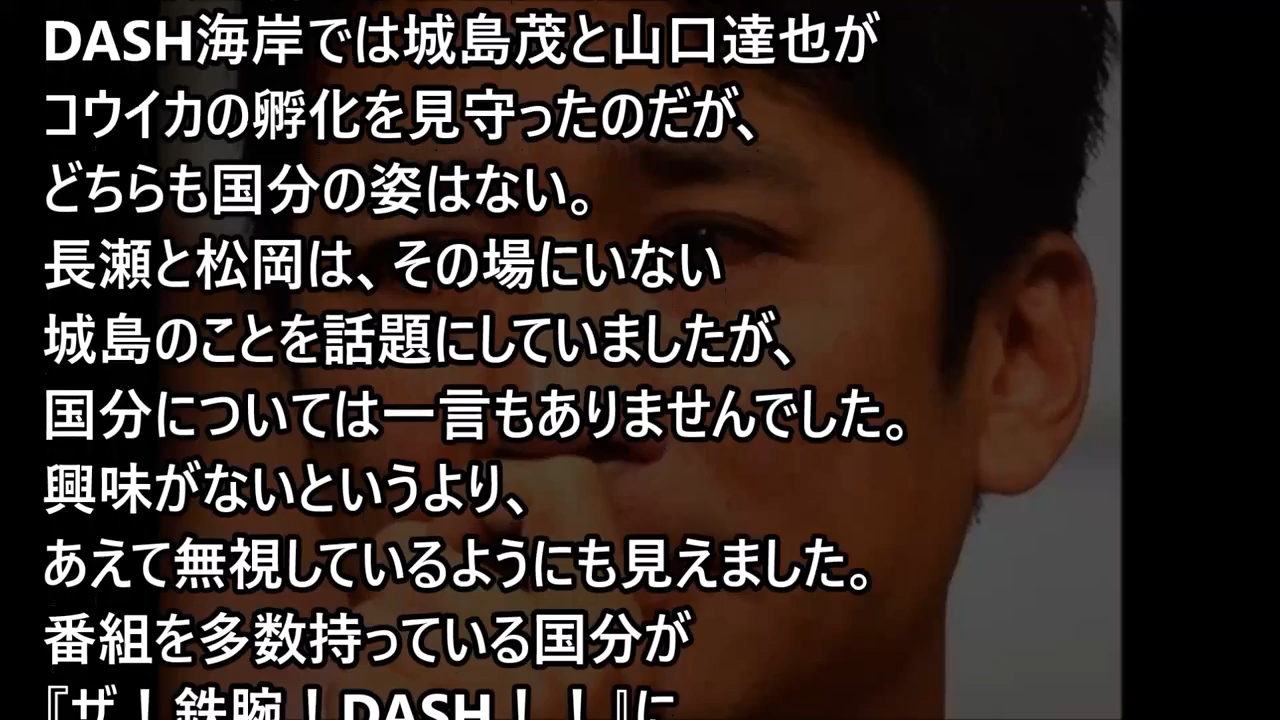 DASH海岸では城島茂と山口達也が
コウイカの孵化を見守ったのだが、
どちらも国分の姿はない。
長瀬と松岡は、その場にいない
城島のことを話題にしていましたが、
国分については一言もありませんでした。
興味がないというより、
あえて無視しているようにも見えました。
番組を多数持っている国分が
『ザ！鉄腕！DASH！！』に